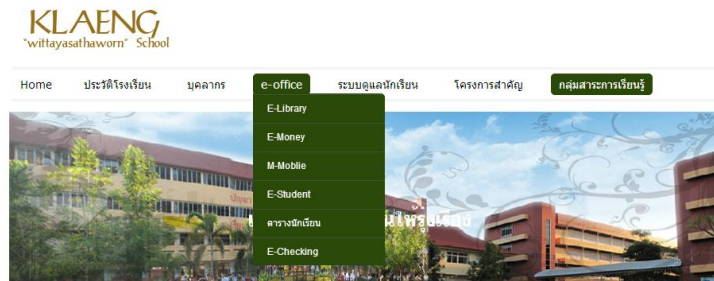 KLAENG
"wittayasathaworn" School
Home ประวัติโรงเรียน บุคลากร e-office ระบบดูแลนักเรียน โครงการสำคัญ กลุ่มสาระการเรียนรู้
E-Library
E-Money
M-Moblie
E-Student
ตารางนักเรียน
E-Checking